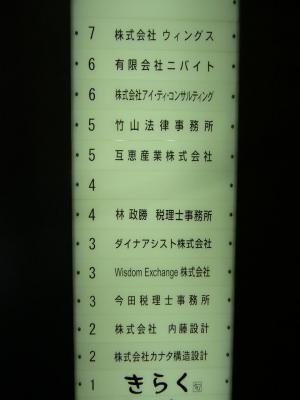 7 株式会社 ウィングス
6 有限会社ニバイト
6 株式会社アイ・ティ・コンサルティング
5 竹山法律事務所
5 互恵産業株式会社
4
4 林 政勝 税理士事務所
3 ダイナアシスト株式会社
3 Wisdom Exchange 株式会社
3 今田税理士事務所
2 株式会社 内藤設計
2 株式会社カナタ構造設計
1 きらく